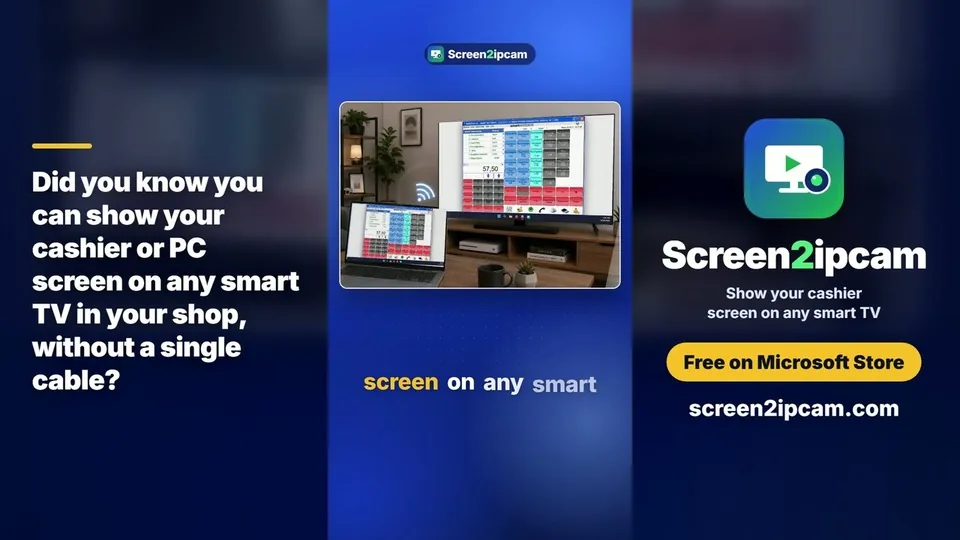 Did you know you
can show your
cashier or PC
screen on any smart
TV in your shop,
without a single
cable?
Screen2ipcam
57,50
screen on any smart
Screen2ipcam
Show your cashier
screen on any smart TV
Free on Microsoft Store
screen2ipcam.com